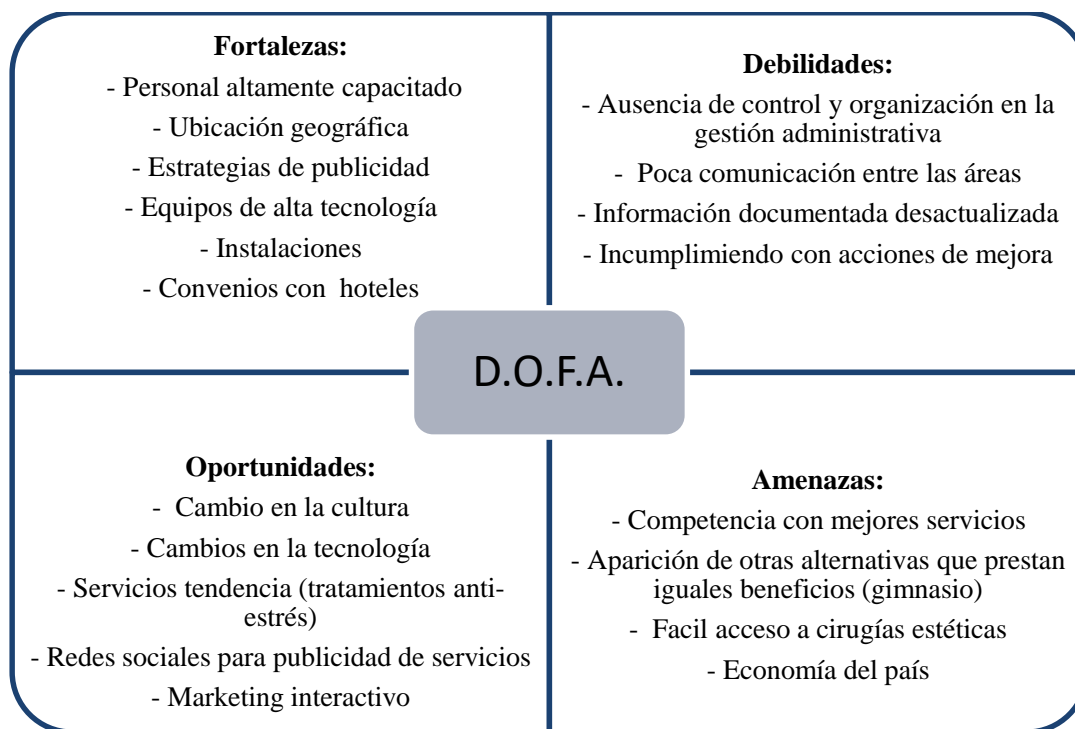 Fortalezas:
- Personal altamente capacitado
- Ubicación geográfica
- Estrategias de publicidad
- Equipos de alta tecnología
- Instalaciones
- Convenios con hoteles
Debilidades:
- Ausencia de control y organización en la
gestión administrativa
- Poca comunicación entre las áreas
- Información documentada desactualizada
- Incumplimiendo con acciones de mejora
D.O.F.A.
Oportunidades:
- Cambio en la cultura
- Cambios en la tecnología
- Servicios tendencia (tratamientos anti-
estrés)
- Redes sociales para publicidad de servicios
- Marketing interactivo
Amenazas:
- Competencia con mejores servicios
- Aparición de otras alternativas que prestan
iguales beneficios (gimnasio)
- Facil acceso a cirugías estéticas
- Economía del país